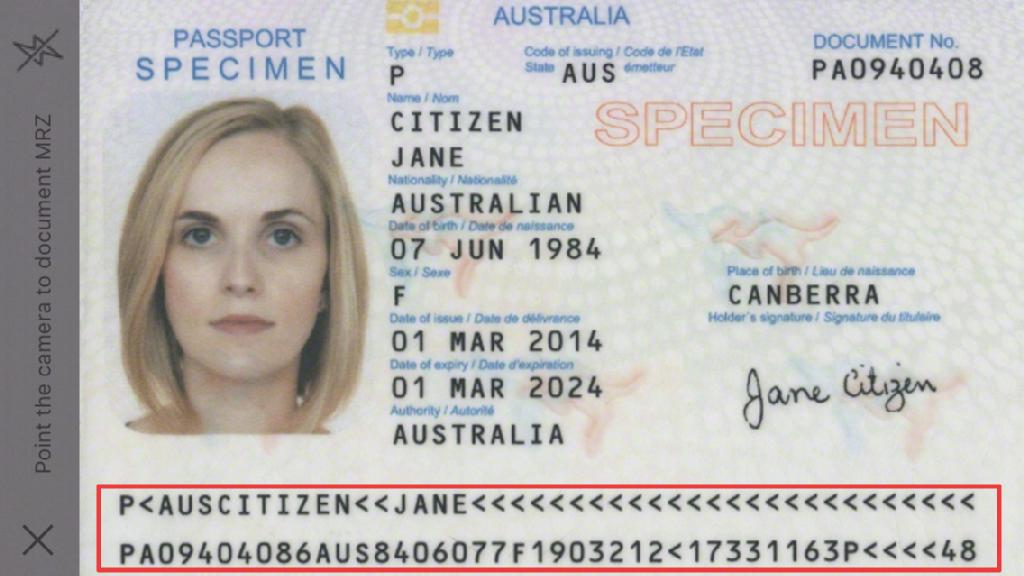 Point the camera to document MRZ
PASSPORT
SPECIMEN
AUSTRALIA
Type / Type
P
Code of issuing / Code de l'Etat
State AUS émetteur
DOCUMENT No.
PA0940408
Name / Nom
CITIZEN
JANE
SPECIMEN
Nationality / Nationalité
AUSTRALIAN
Date of birth / Date de naissance
07 JUN 1984
Sex / Sexe
F
Place of birth / Lieu de naissance
CANBERRA
Holder's signature / Signature du titulaire
Date of issue / Date de délivrance
01 MAR 2014
Date of expiry / Date d'expiration
01 MAR 2024
Jane Citizen
Authority / Autorité
AUSTRALIA
P<AUSCITIZEN<<JANE<<<<<<<<<<<<<<<<<<<<<<<<<<
PA09404086AUS8406077F1903212<17331163P<<<<48